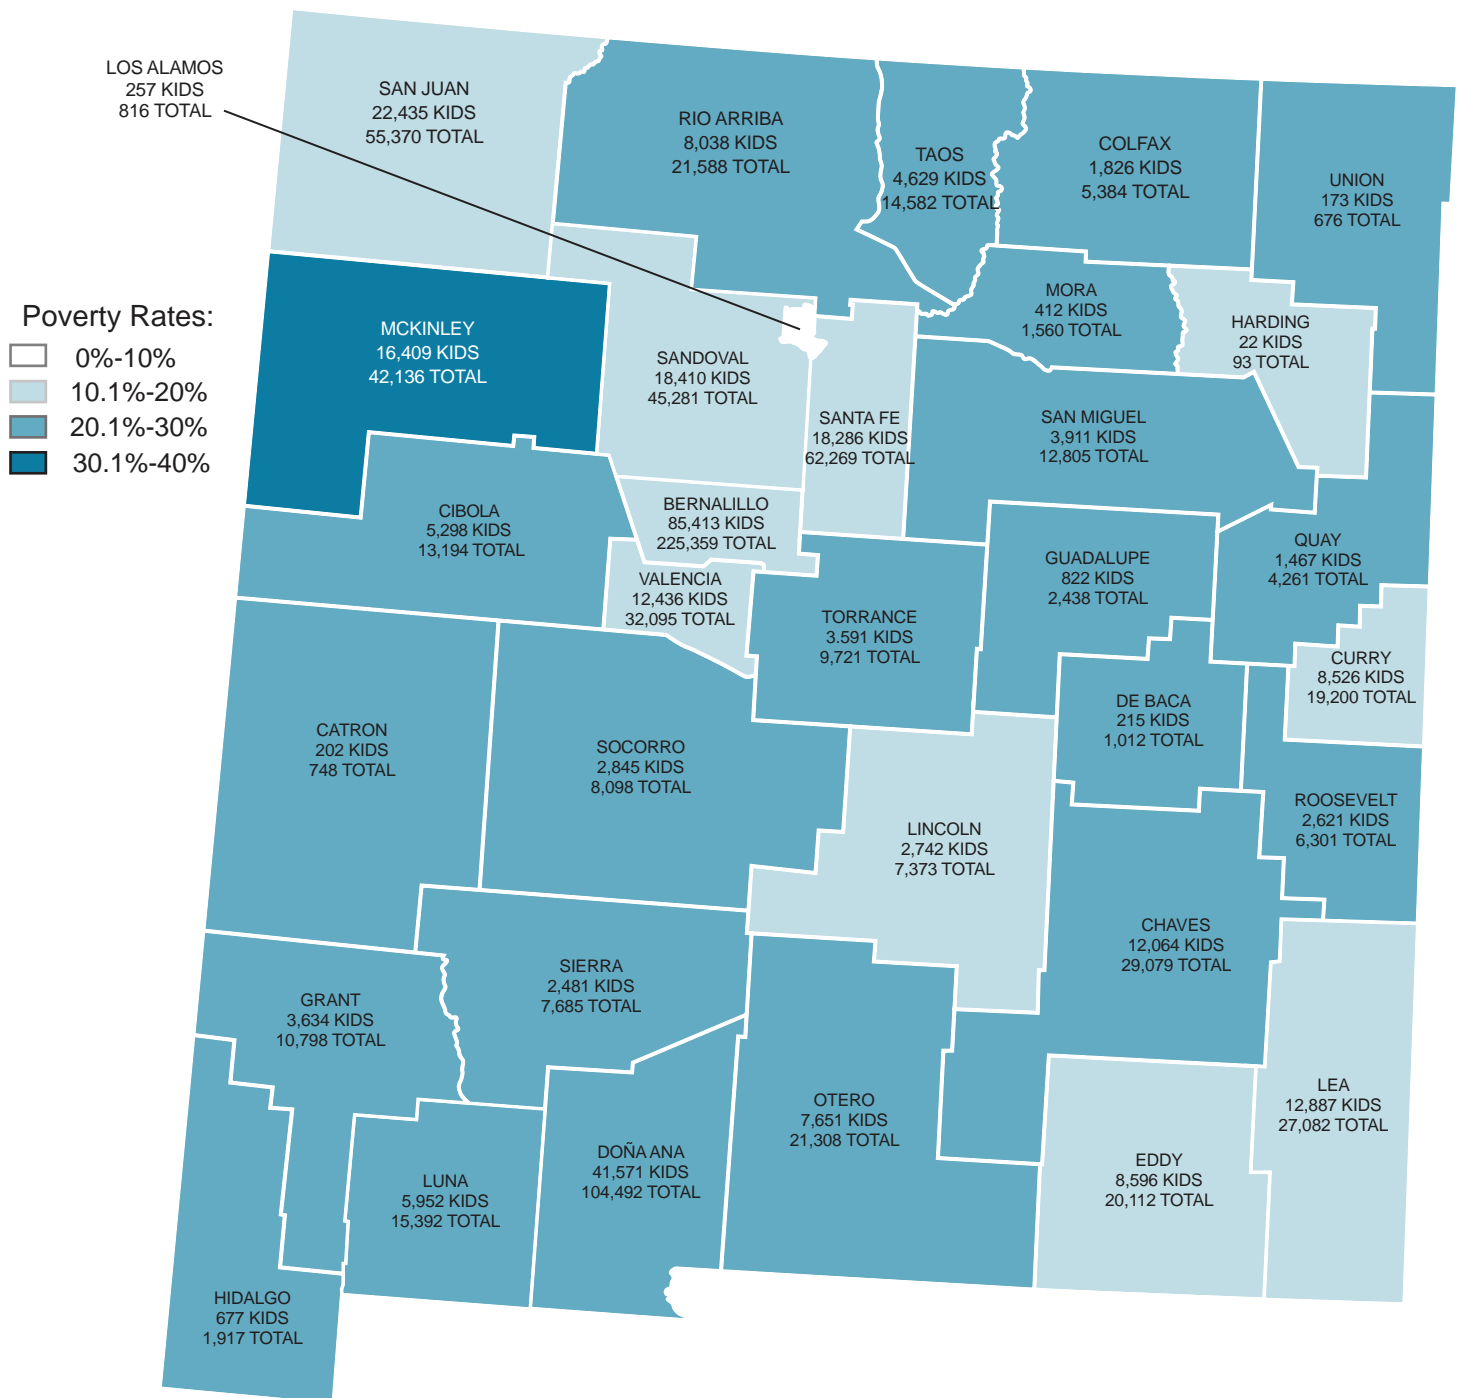 LOS ALAMOS
257 KIDS
816 TOTAL
SAN JUAN
22,435 KIDS
55,370 TOTAL
RIO ARRIBA
8,038 KIDS
21,588 TOTAL
TAOS
4,629 KIDS
14,582 TOTAL
COLFAX
1,826 KIDS
5,384 TOTAL
UNION
173 KIDS
676 TOTAL
Poverty Rates:
0%-10%
10.1%-20%
20.1%-30%
30.1%-40%
MCKINLEY
16,409 KIDS
42,136 TOTAL
SANDOVAL
18,410 KIDS
45,281 TOTAL
SANTA FE
18,286 KIDS
62,269 TOTAL
MORA
412 KIDS
1,560 TOTAL
HARDING
22 KIDS
93 TOTAL
SAN MIGUEL
3,911 KIDS
12,805 TOTAL
CIBOLA
5,298 KIDS
13,194 TOTAL
BERNALILLO
85,413 KIDS
225,359 TOTAL
VALENCIA
12,436 KIDS
32,095 TOTAL
TORRANCE
3.591 KIDS
9,721 TOTAL
GUADALUPE
822 KIDS
2,438 TOTAL
QUAY
1,467 KIDS
4,261 TOTAL
CURRY
8,526 KIDS
19,200 TOTAL
DE BACA
215 KIDS
1,012 TOTAL
CATRON
202 KIDS
748 TOTAL
SOCORRO
2,845 KIDS
8,098 TOTAL
LINCOLN
2,742 KIDS
7,373 TOTAL
ROOSEVELT
2,621 KIDS
6,301 TOTAL
CHAVES
12,064 KIDS
29,079 TOTAL
GRANT
3,634 KIDS
10,798 TOTAL
SIERRA
2,481 KIDS
7,685 TOTAL
OTERO
7,651 KIDS
21,308 TOTAL
LEA
12,887 KIDS
27,082 TOTAL
EDDY
8,596 KIDS
20,112 TOTAL
DOÑA ANA
41,571 KIDS
104,492 TOTAL
LUNA
5,952 KIDS
15,392 TOTAL
HIDALGO
677 KIDS
1,917 TOTAL